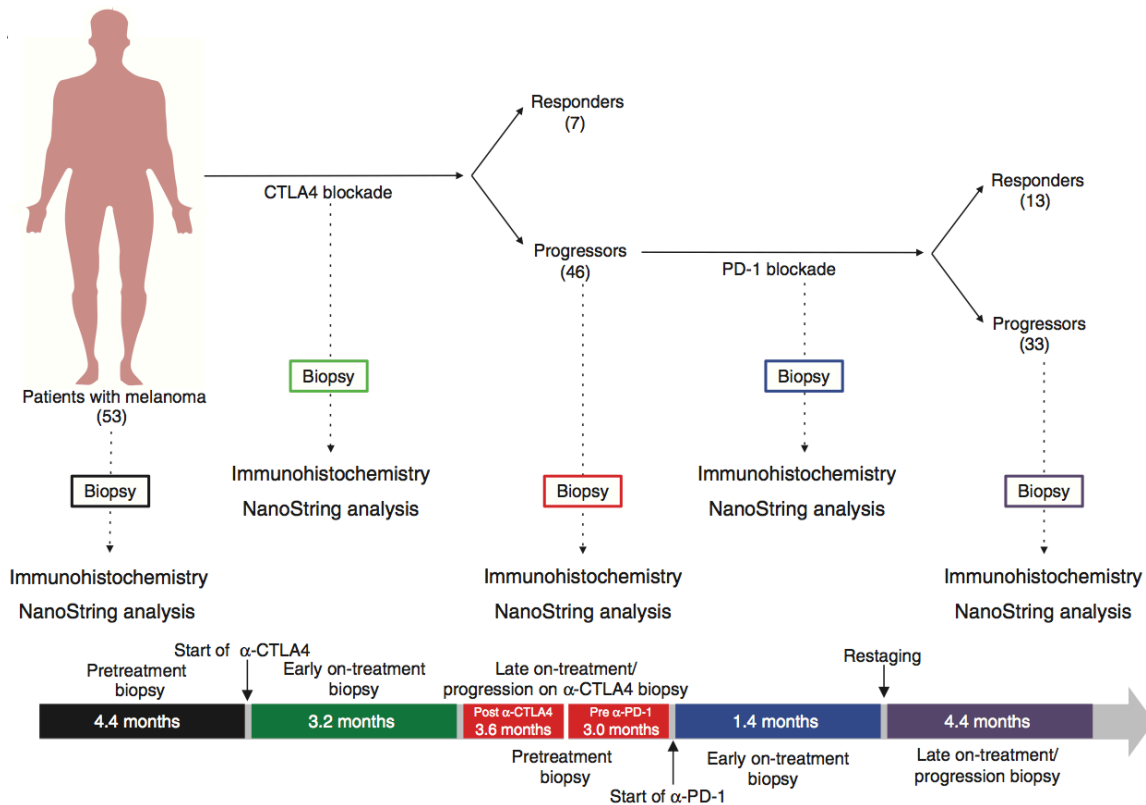 Responders
(7)
CTLA4 blockade
Responders
(13)
Progressors
(46)
PD-1 blockade
Progressors
(33)
Patients with melanoma
(53)
Biopsy
Biopsy
Biopsy
Biopsy
Biopsy
Immunohistochemistry
NanoString analysis
Immunohistochemistry
NanoString analysis
Immunohistochemistry
NanoString analysis
Immunohistochemistry
NanoString analysis
Immunohistochemistry
NanoString analysis
Start of α-CTLA4
Restaging
Pretreatment
biopsy
Early on-treatment
biopsy
Late on-treatment/
progression on α-CTLA4 biopsy
4.4 months
3.2 months
Post α-CTLA4
3.6 months
Pre α-PD-1
3.0 months
1.4 months
4.4 months
Pretreatment
biopsy
Start of α-PD-1
Early on-treatment
biopsy
Late on-treatment/
progression biopsy